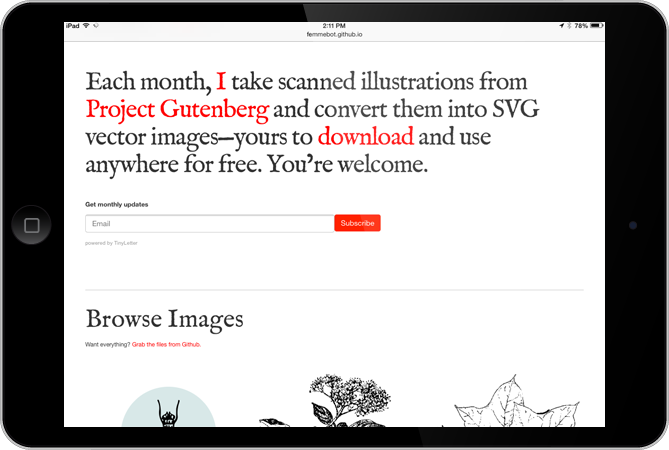 iPad 2:11 PM 78%
femmebot.github.io
Each month, I take scanned illustrations from
Project Gutenberg and convert them into SVG
vector images—yours to download and use
anywhere for free. You’re welcome.
Get monthly updates
Email Subscribe
powered by TinyLetter
Browse Images
Want everything? Grab the files from Github.